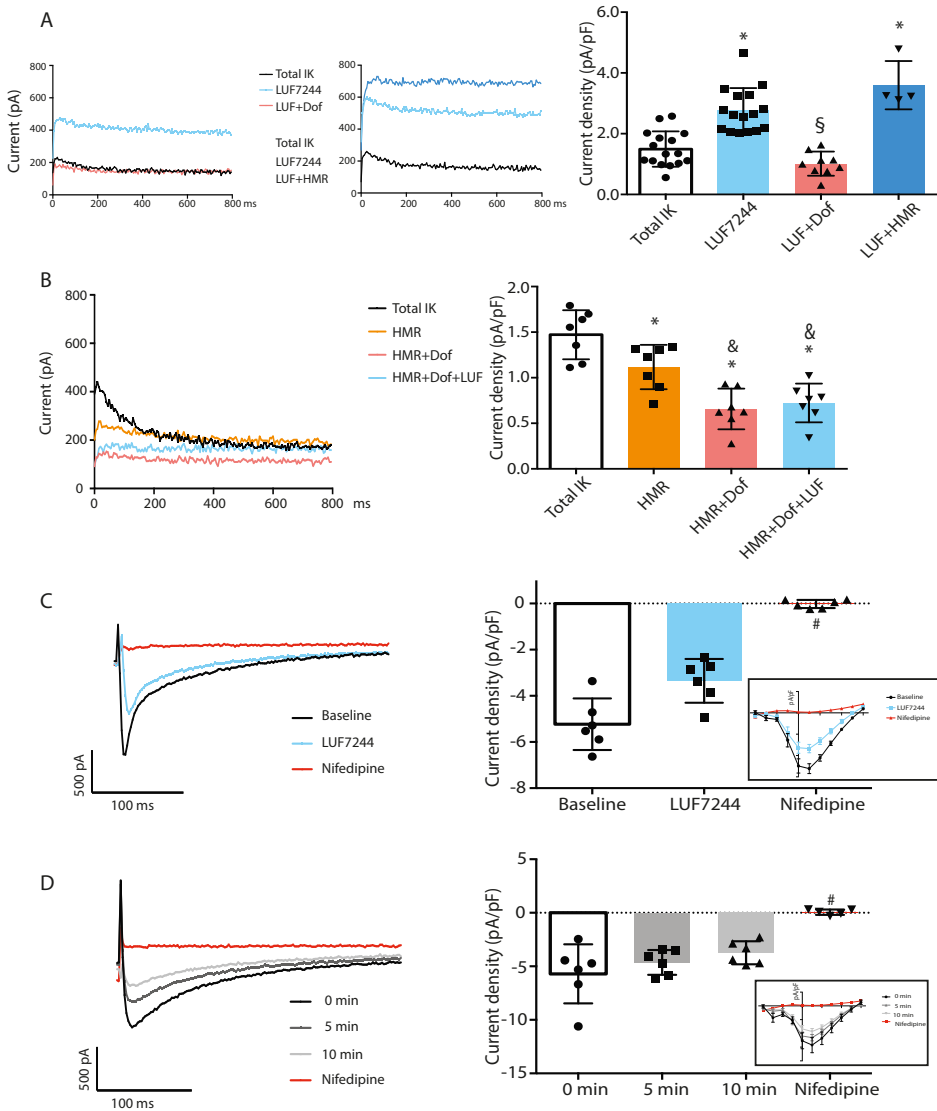 A
Current (pA)
800
600
400
200
0
0 200 400 600 800 ms
Total IK
LUF7244
LUF+Dof
Total IK
LUF7244
LUF+HMR
800
600
400
200
0
0 200 400 600 800 ms
Current density (pA/pF)
6.0
4.0
2.0
0.0
* § *
Total IK LUF7244 LUF+Dof LUF+HMR
B
Current (pA)
800
600
400
200
0
0 200 400 600 800 ms
Total IK
HMR
HMR+Dof
HMR+Dof+LUF
Current density (pA/pF)
2.0
1.5
1.0
0.5
0.0
& &
* * *
Total IK HMR HMR+Dof HMR+Dof+LUF
C
500 pA
100 ms
Baseline
LUF7244
Nifedipine
Current density (pA/pF)
0
-2
-4
-6
-8
#
Baseline LUF7244 Nifedipine
pA/pF
Baseline
LUF7244
Nifedipine
D
500 pA
100 ms
0 min
5 min
10 min
Nifedipine
Current density (pA/pF)
5
0
-5
-10
-15
#
0 min 5 min 10 min Nifedipine
pA/pF
0 min
5 min
10 min
Nifedipine